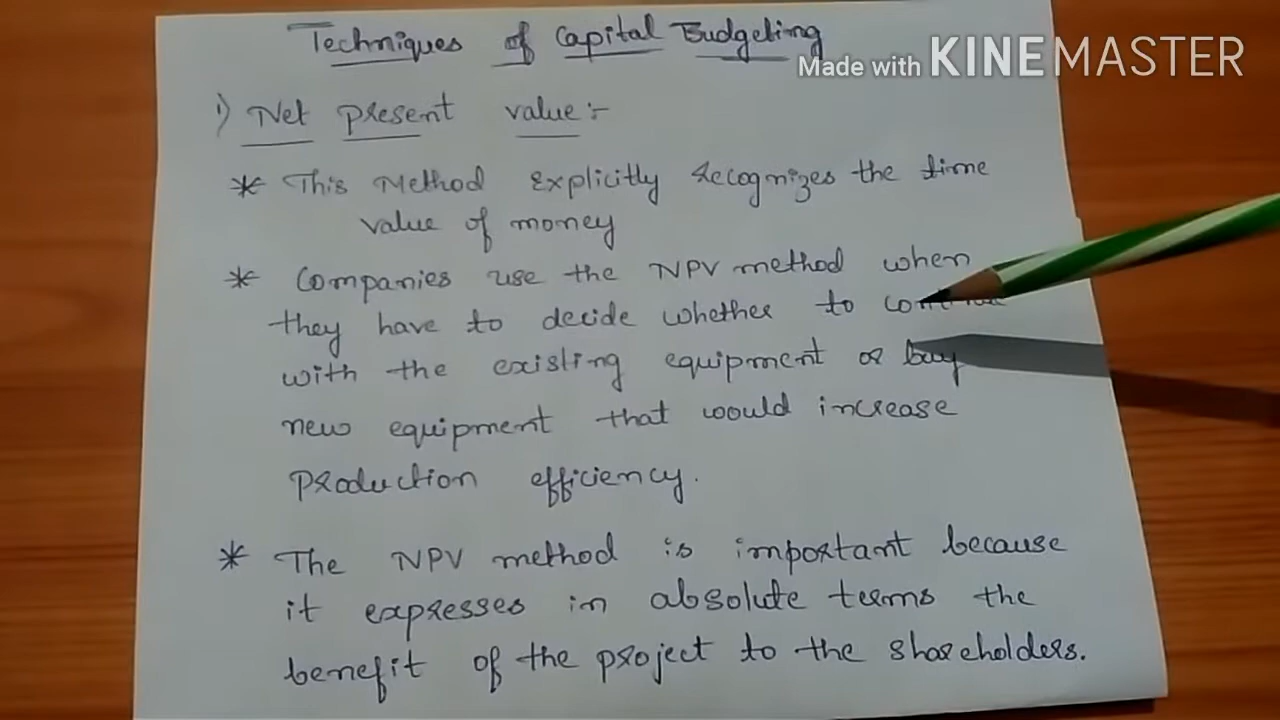 Techniques of Capital Budgeting
Made with KINEMASTER
1) Net present value :-
* This Method Explicitly recognizes the time
value of money
* Companies use the NPV method when
they have to decide whether to
with the existing equipment or buy
new equipment that would increase
production efficiency.
* The NPV method is important because
it expresses in absolute terms the
benefit of the project to the shareholders.